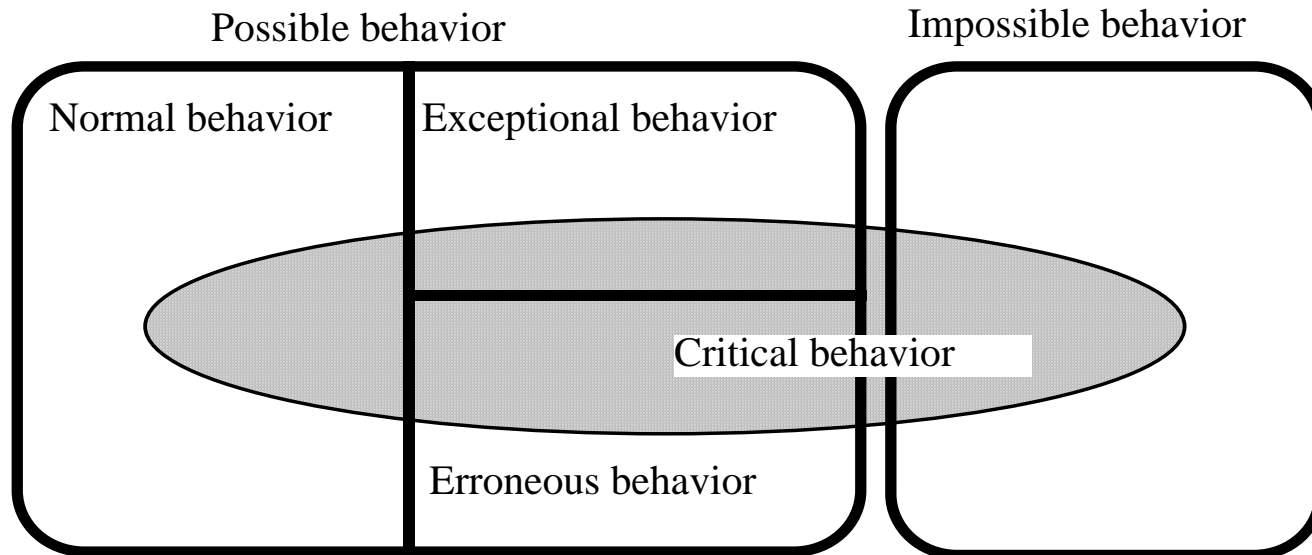 Possible behavior
Impossible behavior
Normal behavior
Exceptional behavior
Critical behavior
Erroneous behavior